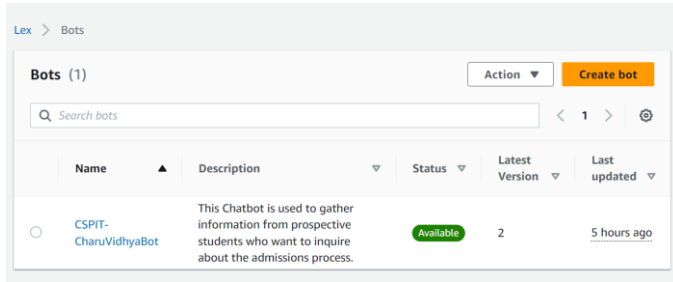 Lex > Bots
Bots (1)
Action ▼
Create bot
Search bots
< 1 >
Name ▲ Description ▽ Status ▽ Latest Version ▽ Last updated ▽
CSPIT-
CharuVidhyaBot
This Chatbot is used to gather
information from prospective
students who want to inquire
about the admissions process.
Available
2
5 hours ago